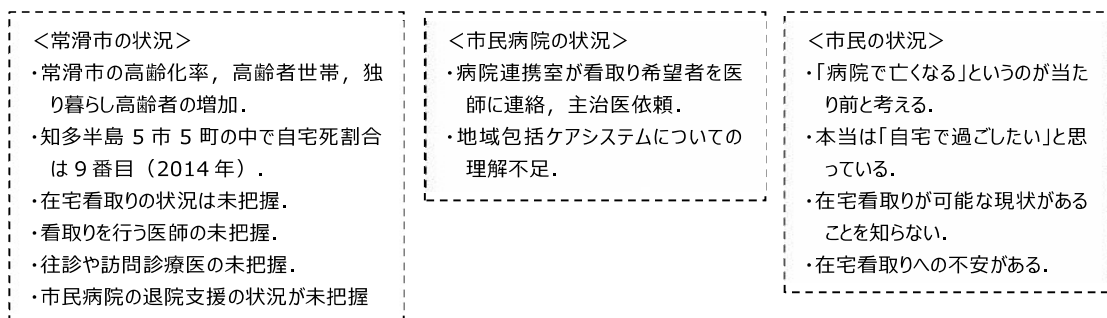 ＜常滑市の状況＞
・常滑市の高齢化率，高齢者世帯，独
り暮らし高齢者の増加．
・知多半島 5 市 5 町の中で自宅死割合
は 9 番目（2014 年）．
・在宅看取りの状況は未把握．
・看取りを行う医師の未把握．
・往診や訪問診療医の未把握．
・市民病院の退院支援の状況が未把握
＜市民病院の状況＞
・病院連携室が看取り希望者を医
師に連絡，主治医依頼．
・地域包括ケアシステムについての
理解不足．
＜市民の状況＞
・「病院で亡くなる」というのが当た
り前と考える．
・本当は「自宅で過ごしたい」と思
っている．
・在宅看取りが可能な現状がある
ことを知らない．
・在宅看取りへの不安がある．